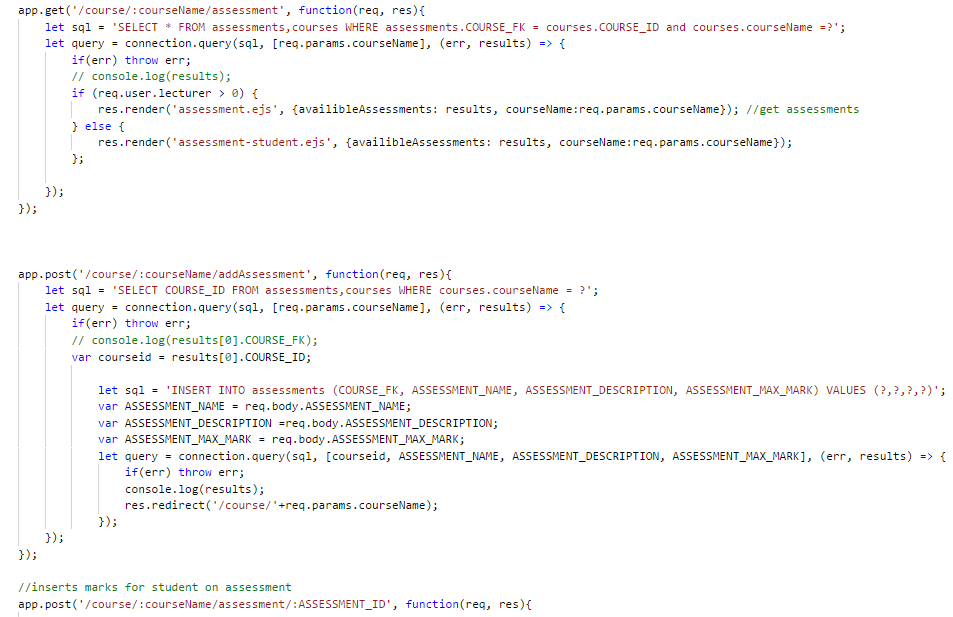 app.get('/course/:courseName/assessment', function(req, res){
let sql = 'SELECT * FROM assessments,courses WHERE assessments.COURSE_FK = courses.COURSE_ID and courses.courseName =?';
let query = connection.query(sql, [req.params.courseName], (err, results) => {
if(err) throw err;
// console.log(results);
if (req.user.lecturer > 0) {
res.render('assessment.ejs', {availibleAssessments: results, courseName:req.params.courseName}); //get assessments
} else {
res.render('assessment-student.ejs', {availibleAssessments: results, courseName:req.params.courseName});
};
});
});
app.post('/course/:courseName/addAssessment', function(req, res){
let sql = 'SELECT COURSE_ID FROM assessments,courses WHERE courses.courseName = ?';
let query = connection.query(sql, [req.params.courseName], (err, results) => {
if(err) throw err;
// console.log(results[0].COURSE_FK);
var courseid = results[0].COURSE_ID;
let sql = 'INSERT INTO assessments (COURSE_FK, ASSESSMENT_NAME, ASSESSMENT_DESCRIPTION, ASSESSMENT_MAX_MARK) VALUES (?,?,?,?)';
var ASSESSMENT_NAME = req.body.ASSESSMENT_NAME;
var ASSESSMENT_DESCRIPTION =req.body.ASSESSMENT_DESCRIPTION;
var ASSESSMENT_MAX_MARK = req.body.ASSESSMENT_MAX_MARK;
let query = connection.query(sql, [courseid, ASSESSMENT_NAME, ASSESSMENT_DESCRIPTION, ASSESSMENT_MAX_MARK], (err, results) => {
if(err) throw err;
console.log(results);
res.redirect('/course/'+req.params.courseName);
});
});
});
//inserts marks for student on assessment
app.post('/course/:courseName/assessment/:ASSESSMENT_ID', function(req, res){